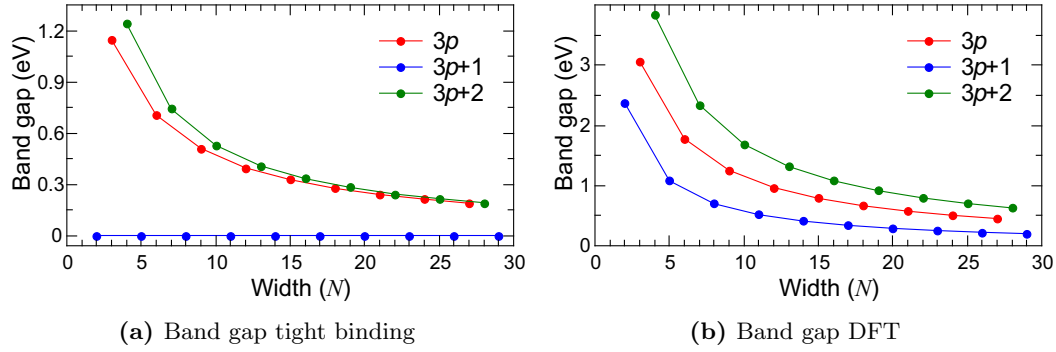 Band gap (eV)
1.2
0.9
0.6
0.3
0
3p
3p+1
3p+2
0 5 10 15 20 25 30
Width (N)
(a) Band gap tight binding
Band gap (eV)
3
2
1
0
3p
3p+1
3p+2
0 5 10 15 20 25 30
Width (N)
(b) Band gap DFT